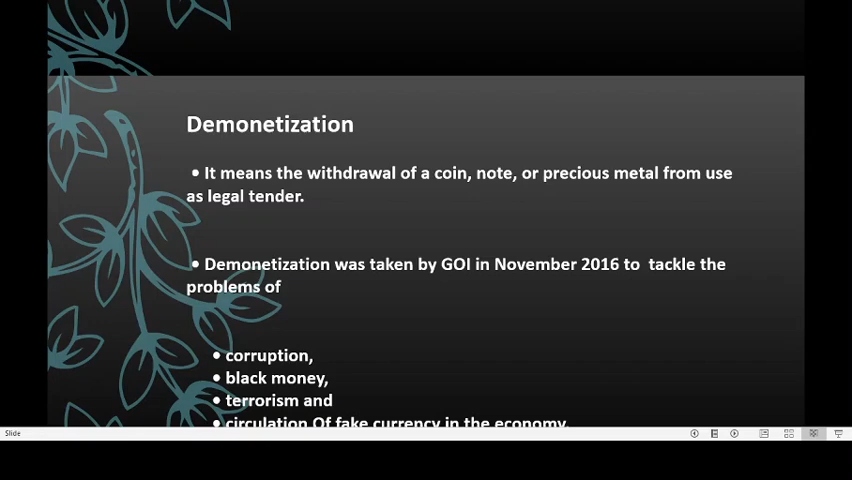 Demonetization
• It means the withdrawal of a coin, note, or precious metal from use
as legal tender.
• Demonetization was taken by GOI in November 2016 to tackle the
problems of
• corruption,
• black money,
• terrorism and
• circulation Of fake currency in the economy.
Slide